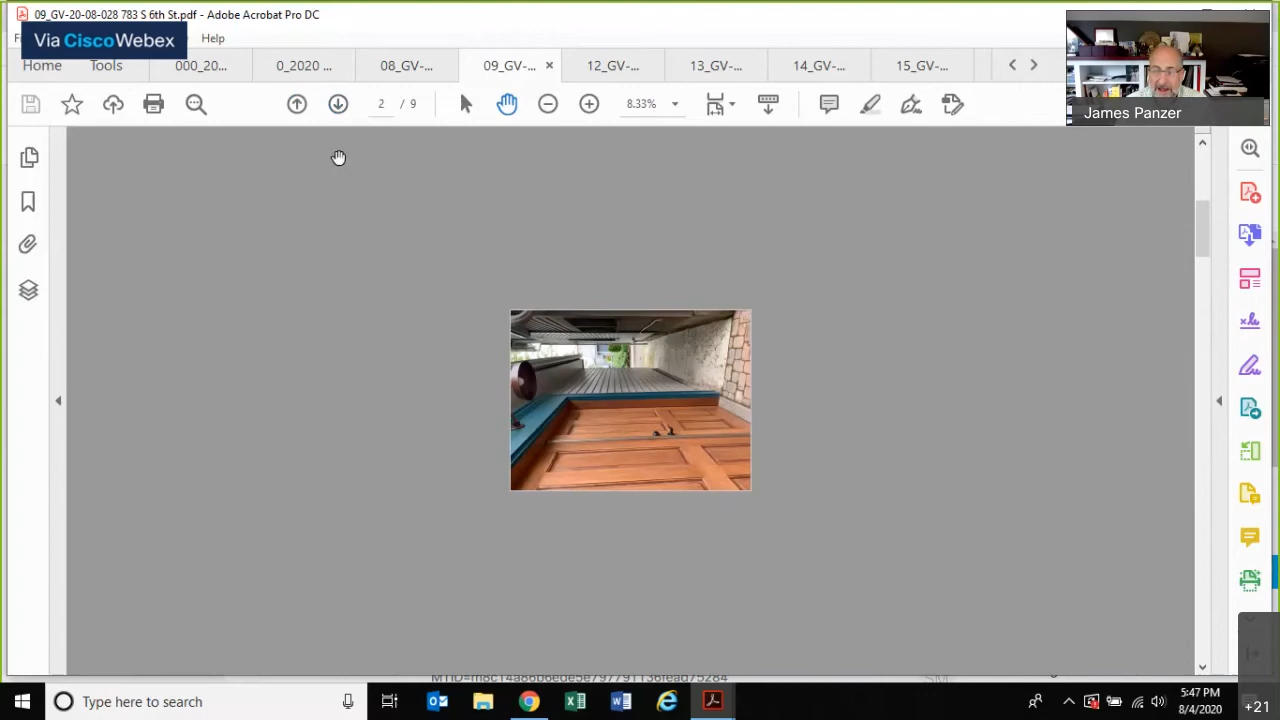 09_GV-20-08-028 783 S 6th St.pdf - Adobe Acrobat Pro DC
Via CiscoWebex
Help
James Panzer
Home
Tools
000_20...
0_2020 ...
08_GV-...
09_GV-...
12_GV-...
13_GV-...
14_GV-...
15_GV-...
2 / 9
8.33%
Type here to search
5:47 PM
8/4/2020
+21